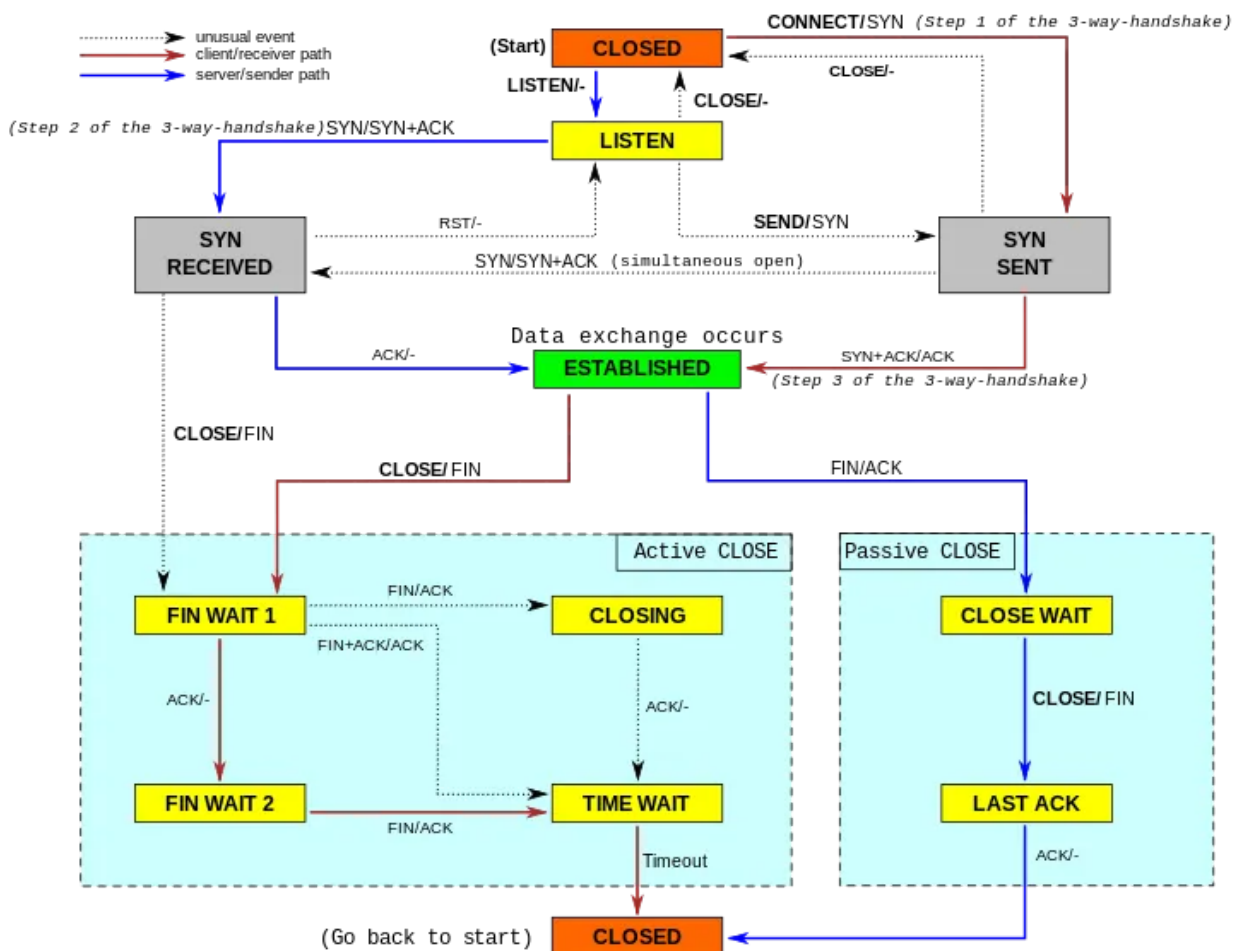 CONNECT/SYN (Step 1 of the 3-way-handshake)
unusual event
client/receiver path
server/sender path
(Start)
CLOSED
CLOSE/-
LISTEN/-
CLOSE/-
(Step 2 of the 3-way-handshake)SYN/SYN+ACK
LISTEN
RST/-
SEND/SYN
SYN
RECEIVED
SYN
SENT
SYN/SYN+ACK (simultaneous open)
Data exchange occurs
ACK/-
ESTABLISHED
SYN+ACK/ACK
(Step 3 of the 3-way-handshake)
CLOSE/FIN
CLOSE/FIN
FIN/ACK
Active CLOSE
Passive CLOSE
FIN WAIT 1
FIN/ACK
CLOSING
CLOSE WAIT
FIN+ACK/ACK
ACK/-
ACK/-
CLOSE/FIN
FIN WAIT 2
TIME WAIT
LAST ACK
FIN/ACK
Timeout
ACK/-
(Go back to start)
CLOSED